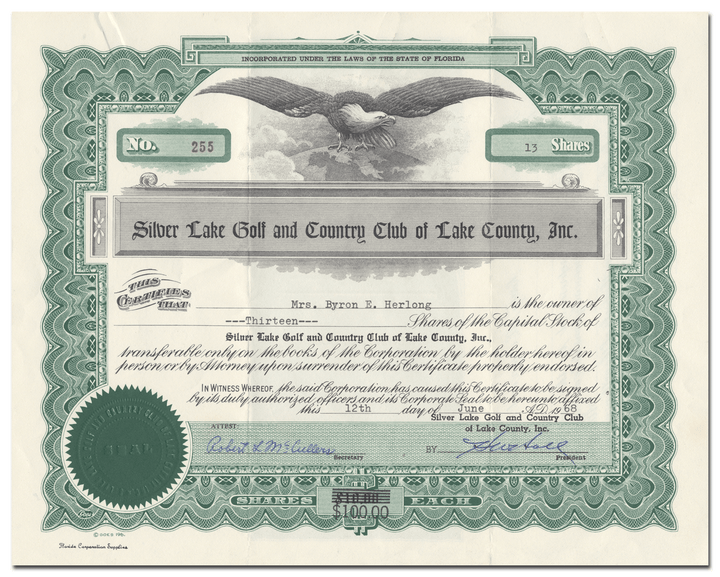 INCORPORATED UNDER THE LAWS OF THE STATE OF FLORIDA
No. 255
13 Shares
Silver Lake Golf and Country Club of Lake County, Inc.
THIS CERTIFIES THAT
Mrs. Byron E. Herlong is the owner of
---Thirteen--- Shares of the Capital Stock of
Silver Lake Golf and Country Club of Lake County, Inc.,
transferable only on the books of the Corporation by the holder hereof in
person or by Attorney upon surrender of this Certificate properly endorsed.
IN WITNESS WHEREOF, the said Corporation has caused this Certificate to be signed
by its duly authorized officers and its Corporate Seal to be hereunto affixed
this 12th day of June A.D. 1968
Silver Lake Golf and Country Club
of Lake County, Inc.
ATTEST:
Robert L McCullers
Secretary
BY
President
SEAL
SHARES $10.00 EACH
$100.00
© GOES
Florida Corporation Supplies